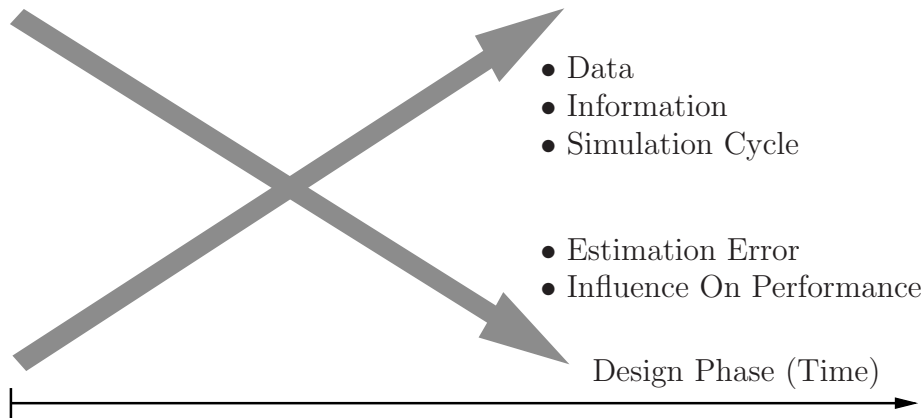 • Data
• Information
• Simulation Cycle
• Estimation Error
• Influence On Performance
Design Phase (Time)